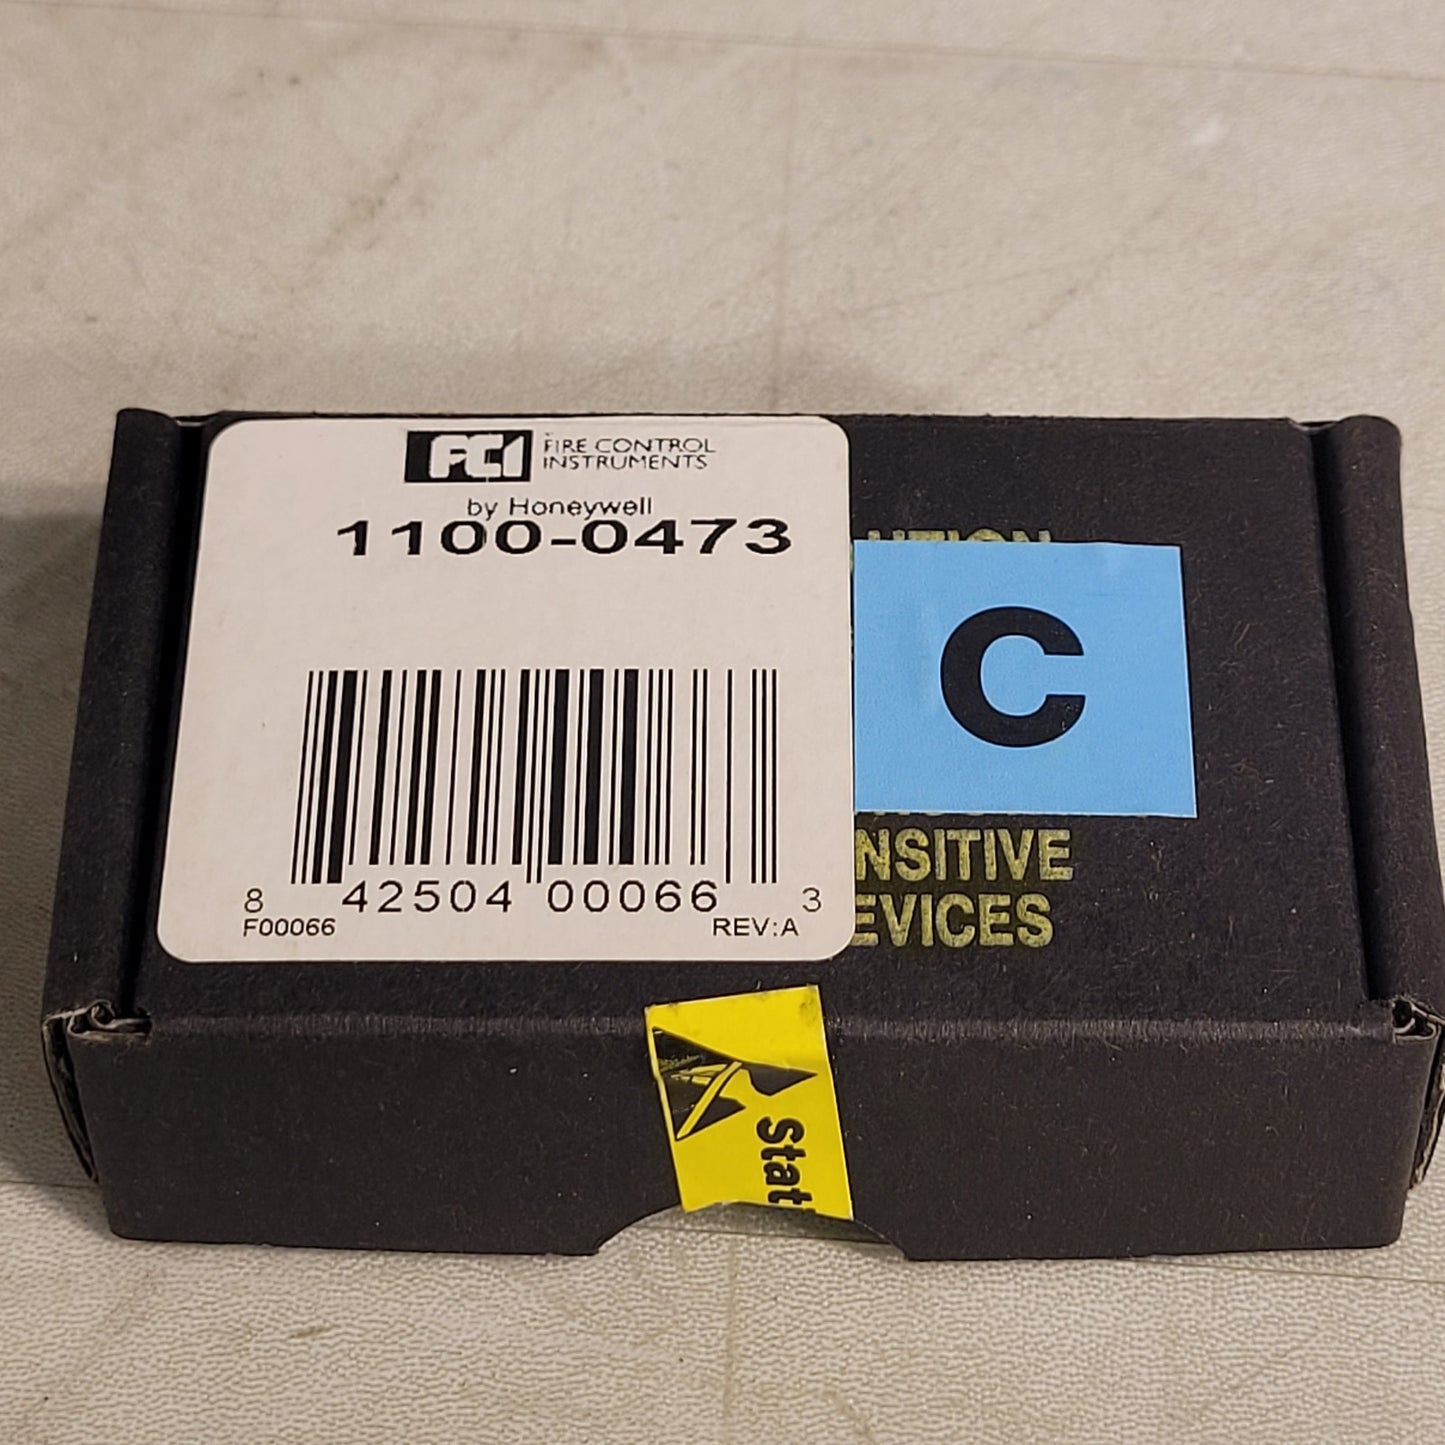 FCI FIRE CONTROL
INSTRUMENTS
by Honeywell
1100-0473
C
NSITIVE
EVICES
8 42504 00066 3
F00066 REV:A
Stat